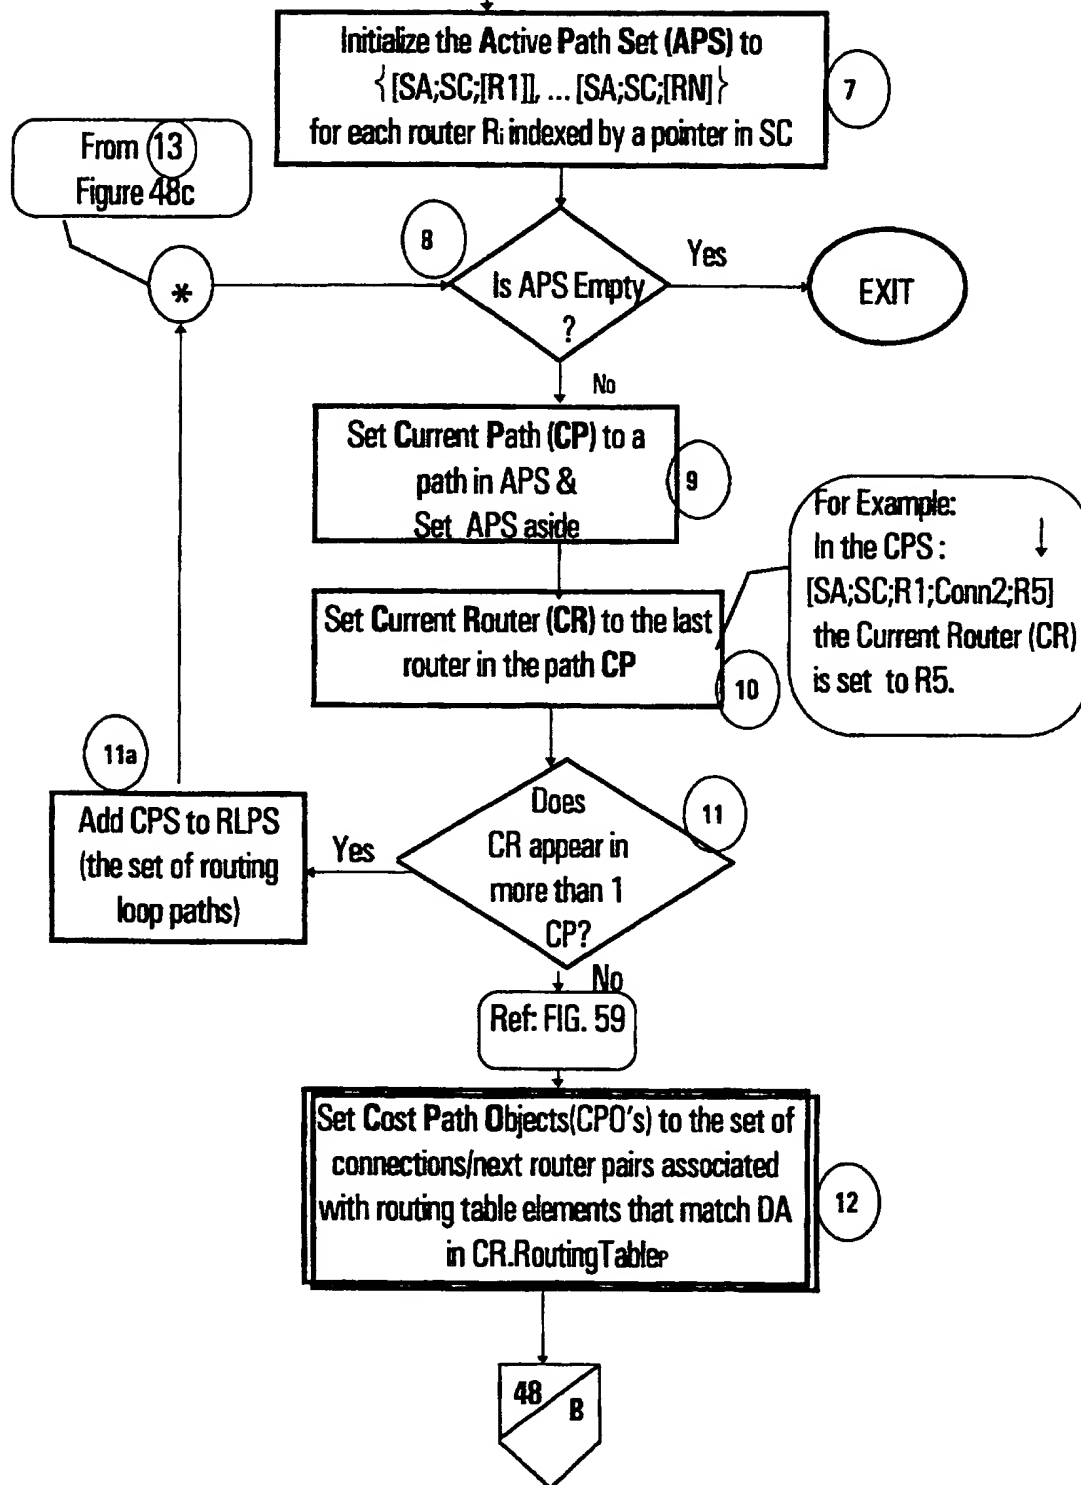 Initialize the Active Path Set (APS) to
{[SA;SC;[R1]], ... [SA;SC;[RN]}
for each router Ri indexed by a pointer in SC
7
From 13
Figure 48c
*
8
Is APS Empty
?
Yes
EXIT
No
Set Current Path (CP) to a
path in APS &
Set APS aside
9
For Example:
In the CPS :
[SA;SC;R1;Conn2;R5]
the Current Router (CR)
is set to R5.
Set Current Router (CR) to the last
router in the path CP
10
11a
Add CPS to RLPS
(the set of routing
loop paths)
Yes
Does
CR appear in
more than 1
CP?
11
No
Ref: FIG. 59
Set Cost Path Objects(CPO's) to the set of
connections/next router pairs associated
with routing table elements that match DA
in CR.RoutingTableP
12
48
B